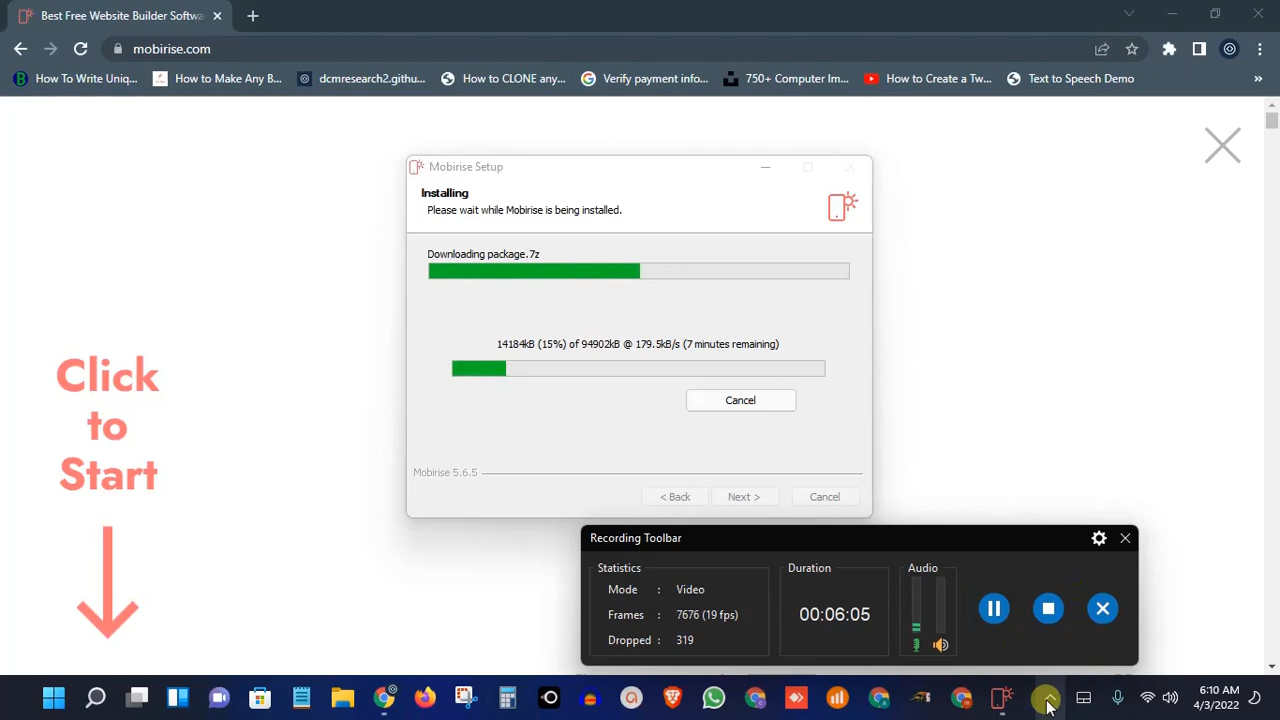 Best Free Website Builder Softwa
mobirise.com
How To Write Uniq...
How to Make Any B...
dcmresearch2.githu...
How to CLONE any...
Verify payment info...
750+ Computer Im...
How to Create a Tw...
Text to Speech Demo
»
Mobirise Setup
Installing
Please wait while Mobirise is being installed.
Downloading package.7z
14184kB (15%) of 94902kB @ 179.5kB/s (7 minutes remaining)
Cancel
Click
to
Start
Mobirise 5.6.5
< Back
Next >
Cancel
Recording Toolbar
Statistics
Mode : Video
Frames : 7676 (19 fps)
Dropped : 319
Duration
00:06:05
Audio
6:10 AM
4/3/2022